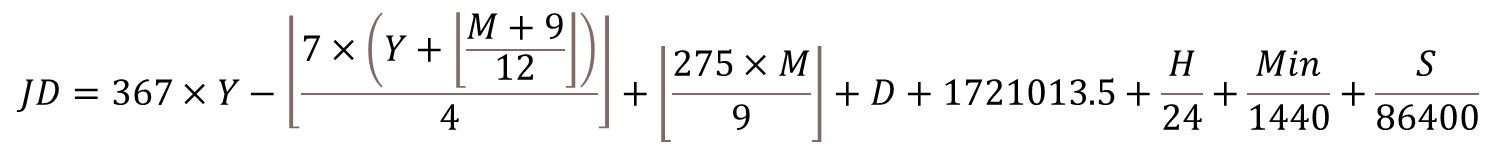 JD = 367 × Y − ⌊7 × (Y + ⌊(M + 9)/12⌋)/4⌋ + ⌊(275 × M)/9⌋ + D + 1721013.5 + H/24 + Min/1440 + S/86400